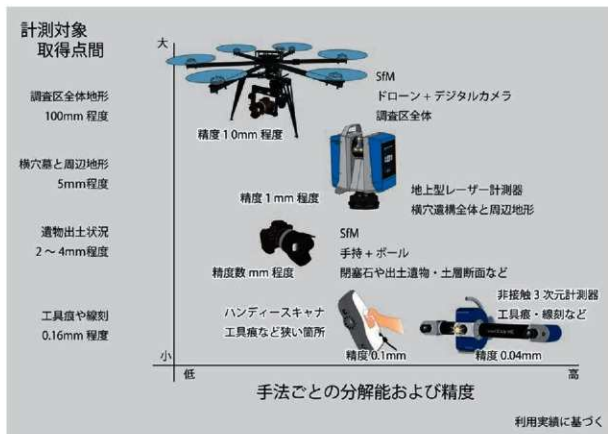 計測対象
取得点間
大
調査区全体地形
100mm 程度
SfM
ドローン + デジタルカメラ
調査区全体
精度 10mm 程度
横穴墓と周辺地形
5mm程度
精度 1 mm 程度
地上型レーザー計測器
横穴遺構全体と周辺地形
遺物出土状況
2 ～ 4mm程度
SfM
手持 + ポール
閉塞石や出土遺物・土層断面など
精度数 mm 程度
工具痕や線刻
0.16mm 程度
ハンディースキャナ
工具痕など狭い箇所
精度 0.1mm
非接触 3 次元計測器
工具痕・線刻など
精度 0.04mm
小
低
高
手法ごとの分解能および精度
利用実績に基づく